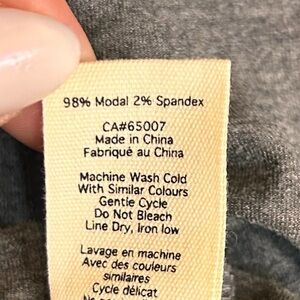 98% Modal 2% Spandex
CA#65007
Made in China
Fabriqué au China
Machine Wash Cold
With Similar Colours
Gentle Cycle
Do Not Bleach
Line Dry, Iron low
Lavage en machine
Avec des couleurs
similaires
Cycle délicat